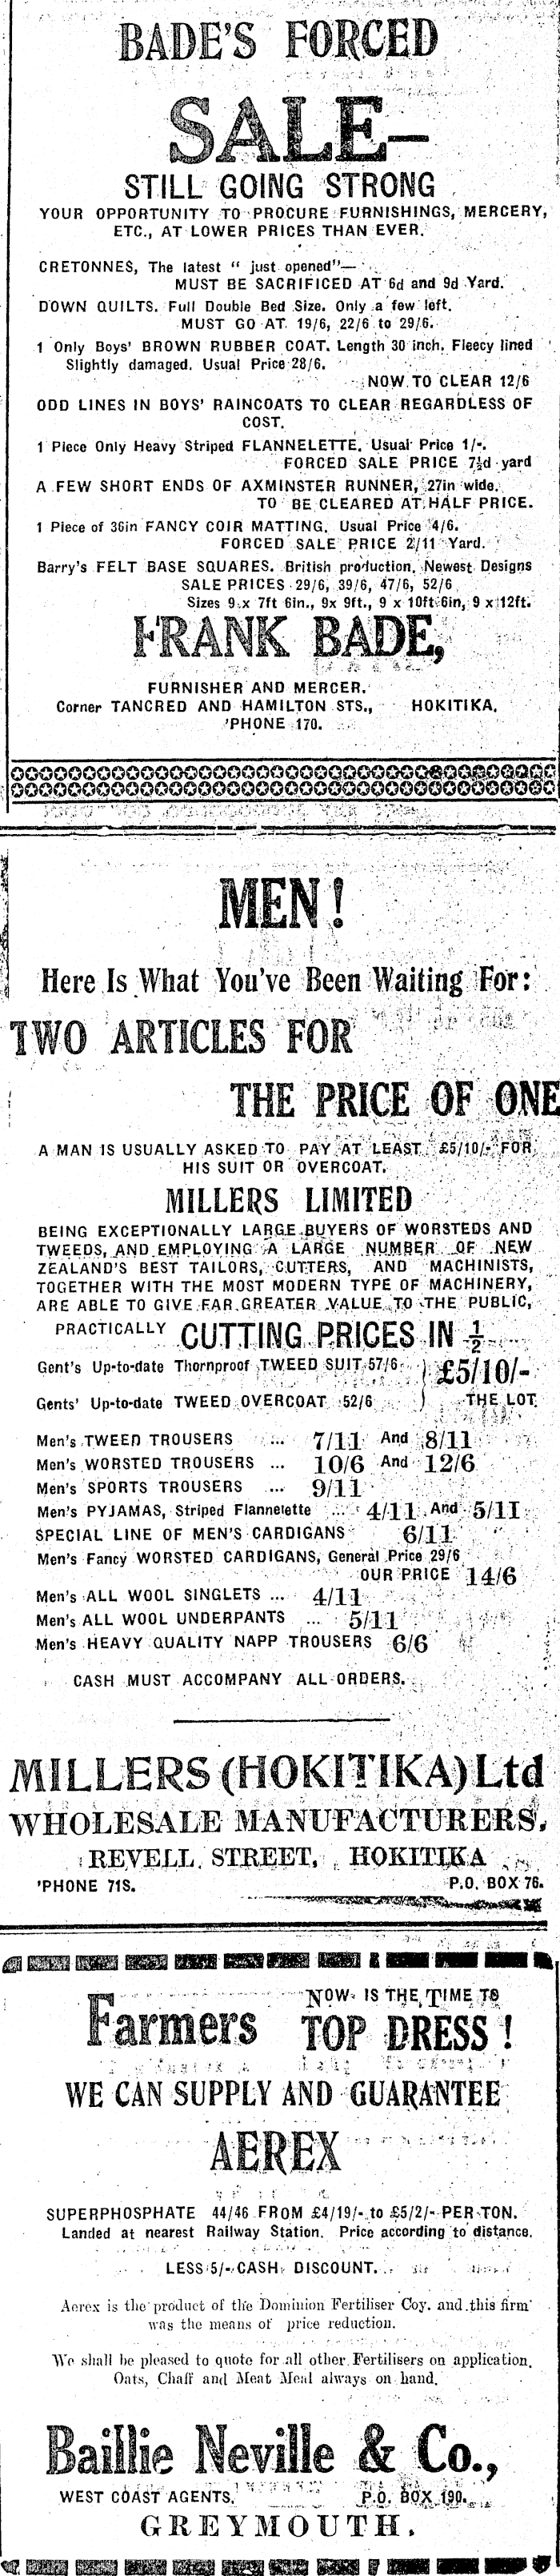 BADE'S FORCED
SALE—
STILL GOING STRONG
YOUR OPPORTUNITY TO PROCURE FURNISHINGS, MERCERY,
ETC., AT LOWER PRICES THAN EVER.
CRETONNES, The latest " just opened"—
MUST BE SACRIFICED AT 6d and 9d Yard.
DOWN QUILTS. Full Double Bed Size. Only a few left.
MUST GO AT 19/6, 22/6 to 29/6.
1 Only Boys' BROWN RUBBER COAT. Length 30 inch. Fleecy lined
Slightly damaged. Usual Price 28/6.
NOW TO CLEAR 12/6
ODD LINES IN BOYS' RAINCOATS TO CLEAR REGARDLESS OF
COST.
1 Piece Only Heavy Striped FLANNELETTE. Usual Price 1/-.
FORCED SALE PRICE 7½d yard
A FEW SHORT ENDS OF AXMINSTER RUNNER, 27in wide.
TO BE CLEARED AT HALF PRICE.
1 Piece of 36in FANCY COIR MATTING. Usual Price 4/6.
FORCED SALE PRICE 2/11 Yard.
Barry's FELT BASE SQUARES. British production. Newest Designs
SALE PRICES 29/6, 39/6, 47/6, 52/6
Sizes 9 x 7ft 6in., 9x 9ft., 9 x 10ft 6in, 9 x 12ft.
FRANK BADE,
FURNISHER AND MERCER.
Corner TANCRED AND HAMILTON STS., HOKITIKA.
'PHONE 170.
MEN!
Here Is What You've Been Waiting For:
TWO ARTICLES FOR
THE PRICE OF ONE
A MAN IS USUALLY ASKED TO PAY AT LEAST £5/10/- FOR
HIS SUIT OR OVERCOAT.
MILLERS LIMITED
BEING EXCEPTIONALLY LARGE BUYERS OF WORSTEDS AND
TWEEDS, AND EMPLOYING A LARGE NUMBER OF NEW
ZEALAND'S BEST TAILORS, CUTTERS, AND MACHINISTS,
TOGETHER WITH THE MOST MODERN TYPE OF MACHINERY,
ARE ABLE TO GIVE FAR GREATER VALUE TO THE PUBLIC,
PRACTICALLY CUTTING PRICES IN ½
Gent's Up-to-date Thornproof TWEED SUIT 57/6 ) £5/10/-
Gents' Up-to-date TWEED OVERCOAT 52/6 ) THE LOT
Men's TWEED TROUSERS ... 7/11 And 8/11
Men's WORSTED TROUSERS ... 10/6 And 12/6
Men's SPORTS TROUSERS ... 9/11
Men's PYJAMAS, Striped Flannelette ... 4/11 And 5/11
SPECIAL LINE OF MEN'S CARDIGANS 6/11
Men's Fancy WORSTED CARDIGANS, General Price 29/6
OUR PRICE 14/6
Men's ALL WOOL SINGLETS ... 4/11
Men's ALL WOOL UNDERPANTS ... 5/11
Men's HEAVY QUALITY NAPP TROUSERS 6/6
CASH MUST ACCOMPANY ALL ORDERS.
MILLERS (HOKITIKA) Ltd
WHOLESALE MANUFACTURERS,
REVELL STREET, HOKITIKA
'PHONE 71S. P.O. BOX 76.
Farmers NOW IS THE TIME TO
TOP DRESS !
WE CAN SUPPLY AND GUARANTEE
AEREX
SUPERPHOSPHATE 44/46 FROM £4/19/- to £5/2/- PER TON.
Landed at nearest Railway Station. Price according to distance.
LESS 5/- CASH DISCOUNT.
Aerex is the product of the Dominion Fertiliser Coy. and this firm
was the means of price reduction.
We shall be pleased to quote for all other Fertilisers on application.
Oats, Chaff and Meat Meal always on hand.
Baillie Neville & Co.,
WEST COAST AGENTS. P.O. BOX 190.
GREYMOUTH.